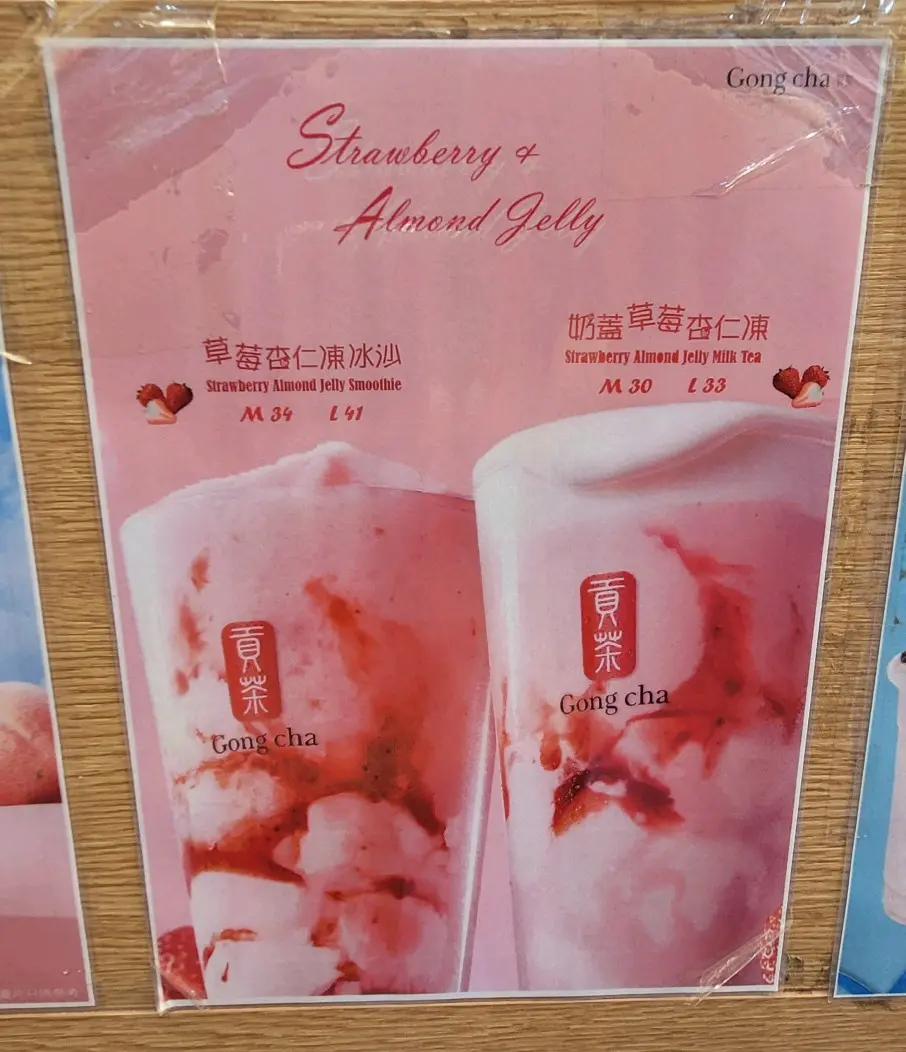 Gong cha
Strawberry &
Almond Jelly
草莓杏仁凍冰沙
Strawberry Almond Jelly Smoothie
M 34 L 41
奶蓋草莓杏仁凍
Strawberry Almond Jelly Milk Tea
M 30 L 33
貢茶
Gong cha
貢茶
Gong cha